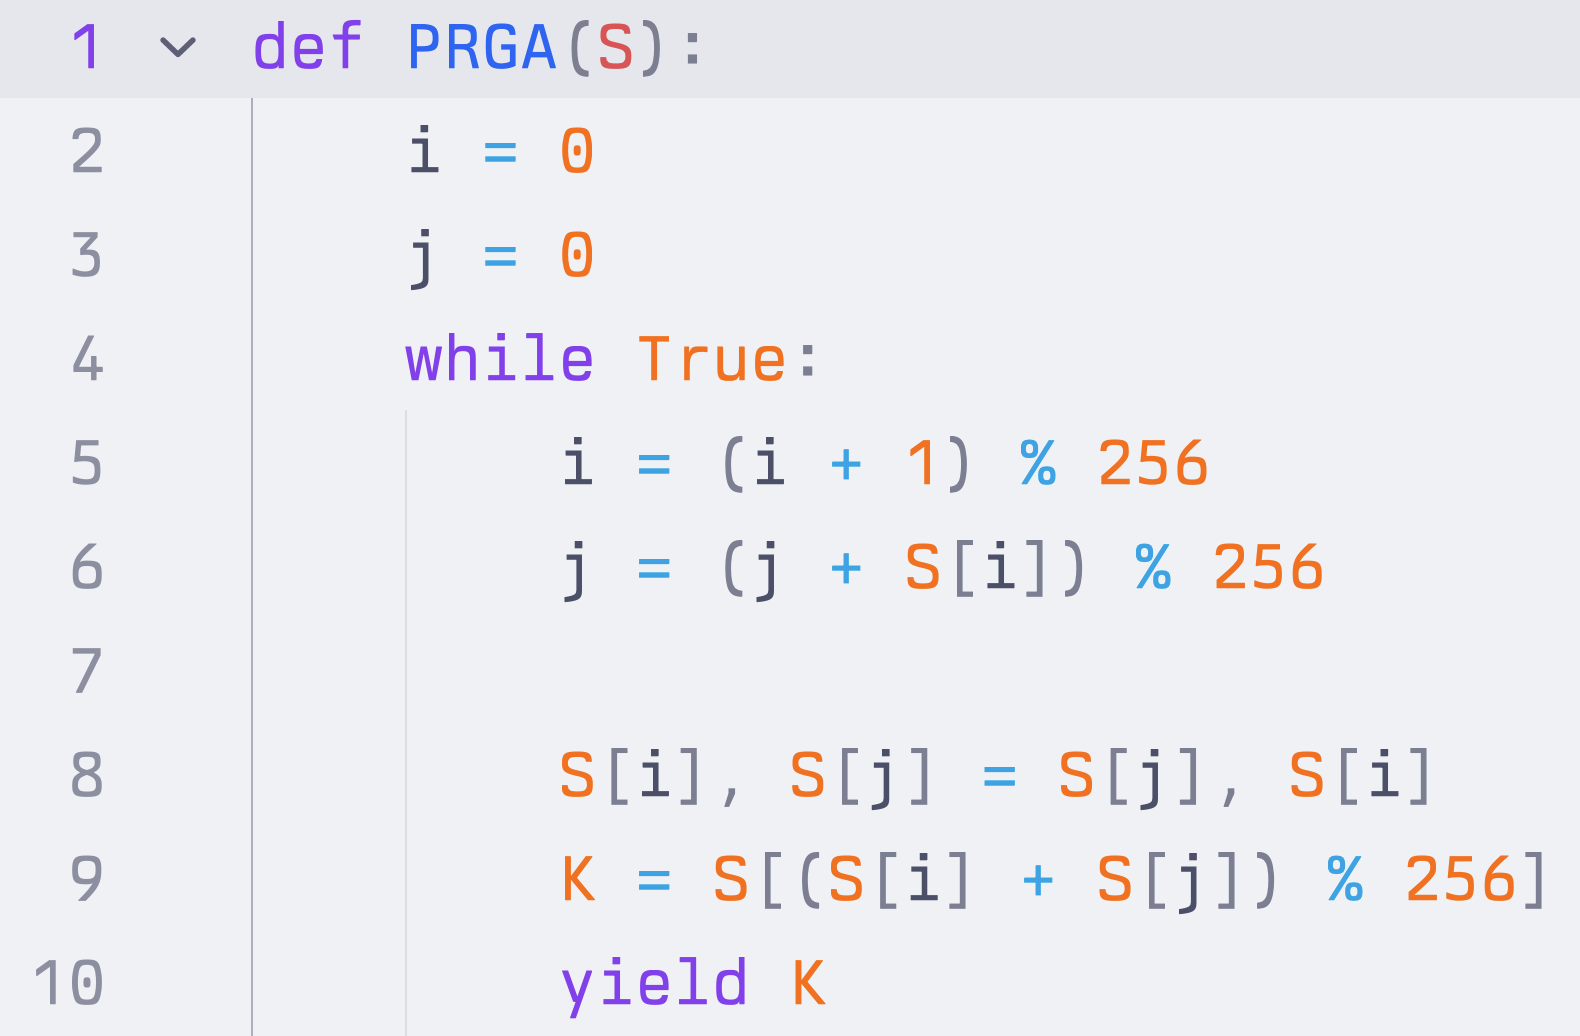 1 def PRGA(S):
2 i = 0
3 j = 0
4 while True:
5 i = (i + 1) % 256
6 j = (j + S[i]) % 256
7
8 S[i], S[j] = S[j], S[i]
9 K = S[(S[i] + S[j]) % 256]
10 yield K